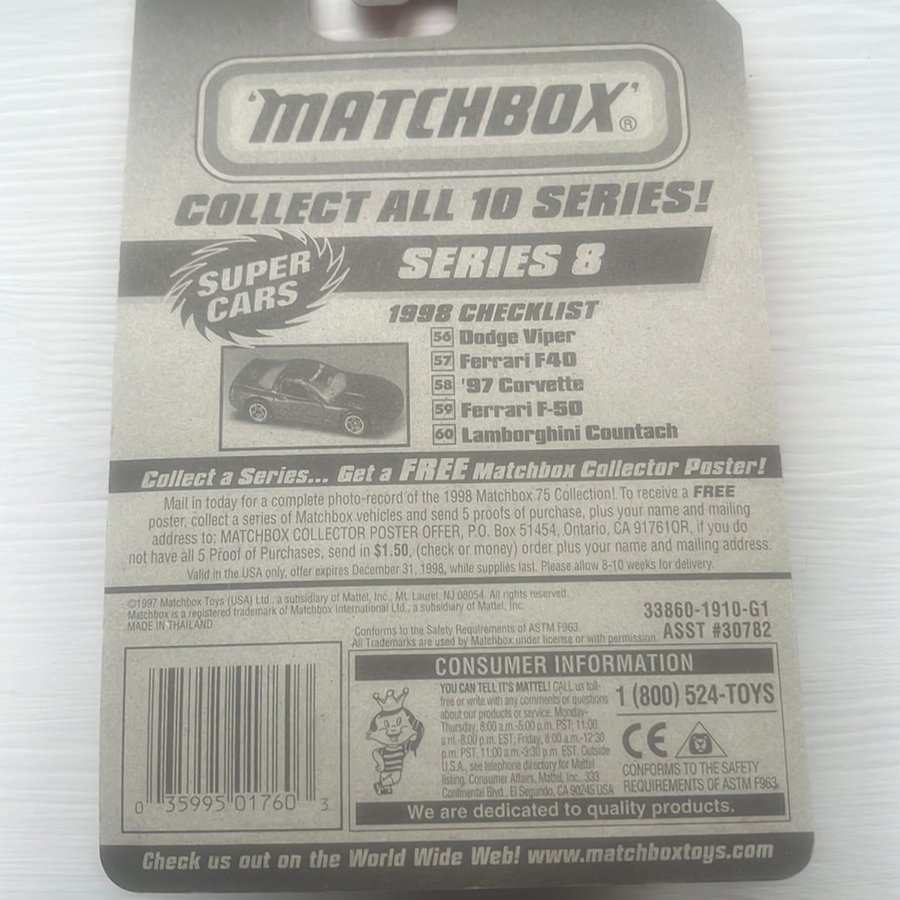 'MATCHBOX'®
COLLECT ALL 10 SERIES!
SUPER
CARS
SERIES 8
1998 CHECKLIST
56 Dodge Viper
57 Ferrari F40
58 '97 Corvette
59 Ferrari F-50
60 Lamborghini Countach
Collect a Series... Get a FREE Matchbox Collector Poster!
Mail in today for a complete photo-record of the 1998 Matchbox 75 Collection! To receive a FREE
poster, collect a series of Matchbox vehicles and send 5 proofs of purchase, plus your name and mailing
address to: MATCHBOX COLLECTOR POSTER OFFER, P.O. Box 51454, Ontario, CA 91761OR, if you do
not have all 5 Proof of Purchases, send in $1.50, (check or money) order plus your name and mailing address.
Valid in the USA only, offer expires December 31, 1998, while supplies last. Please allow 8-10 weeks for delivery.
©1997 Matchbox Toys (USA) Ltd., a subsidiary of Mattel, Inc., Mt. Laurel, NJ 08054. All rights reserved.
Matchbox is a registered trademark of Matchbox International Ltd., a subsidiary of Mattel, Inc.
MADE IN THAILAND
33860-1910-G1
Conforms to the Safety Requirements of ASTM F963.
All Trademarks are used by Matchbox under license or with permission.
ASST #30782
CONSUMER INFORMATION
YOU CAN TELL IT'S MATTEL! CALL us toll-
free or write with any comments or questions
about our products or service. Monday-
Thursday, 8:00 a.m.-5:00 p.m. PST; 11:00
a.m.-8:00 p.m. EST; Friday, 8:00 a.m.-12:30
p.m. PST, 11:00 a.m.-3:30 p.m. EST. Outside
U.S.A., see telephone directory for Mattel
listing. Consumer Affairs, Mattel, Inc., 333
Continental Blvd., El Segundo, CA 90245 USA
1 (800) 524-TOYS
CE
CONFORMS TO THE SAFETY
REQUIREMENTS OF ASTM F963.
We are dedicated to quality products.
0 35995 01760 3
Check us out on the World Wide Web! www.matchboxtoys.com